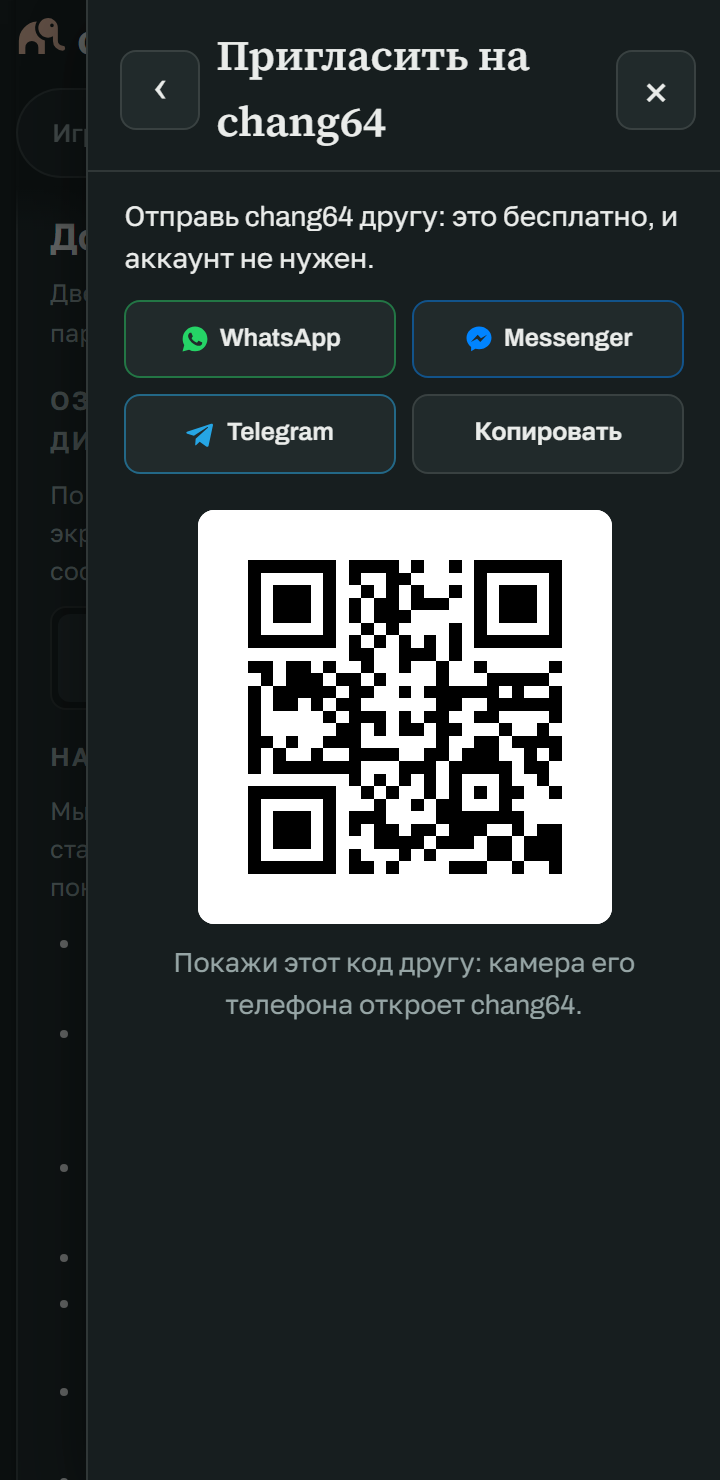 Пригласить на
chang64
Отправь chang64 другу: это бесплатно, и
аккаунт не нужен.
WhatsApp
Messenger
Telegram
Копировать
Покажи этот код другу: камера его
телефона откроет chang64.